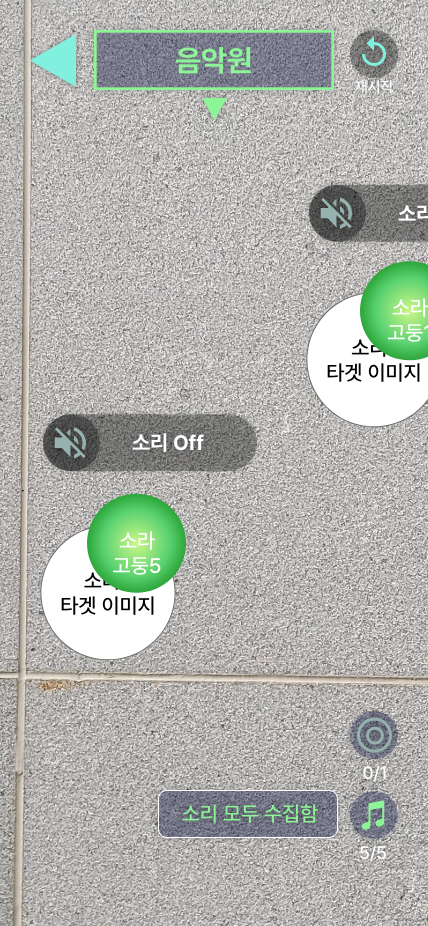 음악원
재시작
소리
소라
고둥1
소라
타겟 이미지
소리 Off
소라
고둥5
소라
타겟 이미지
0/1
소리 모두 수집함
5/5